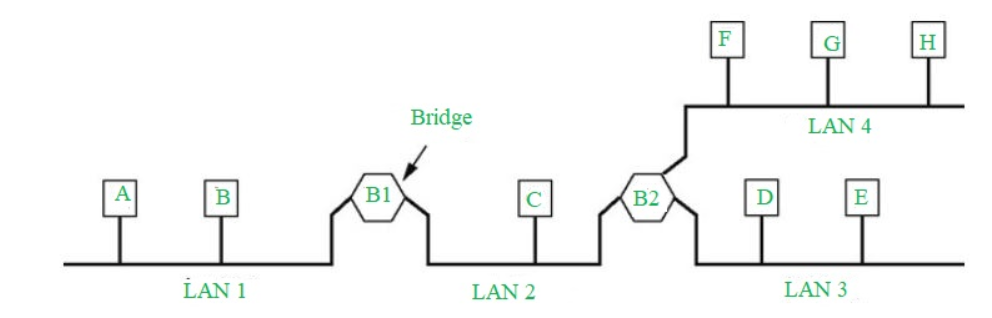 F G H
LAN 4
Bridge
A B B1 C B2 D E
LAN 1 LAN 2 LAN 3